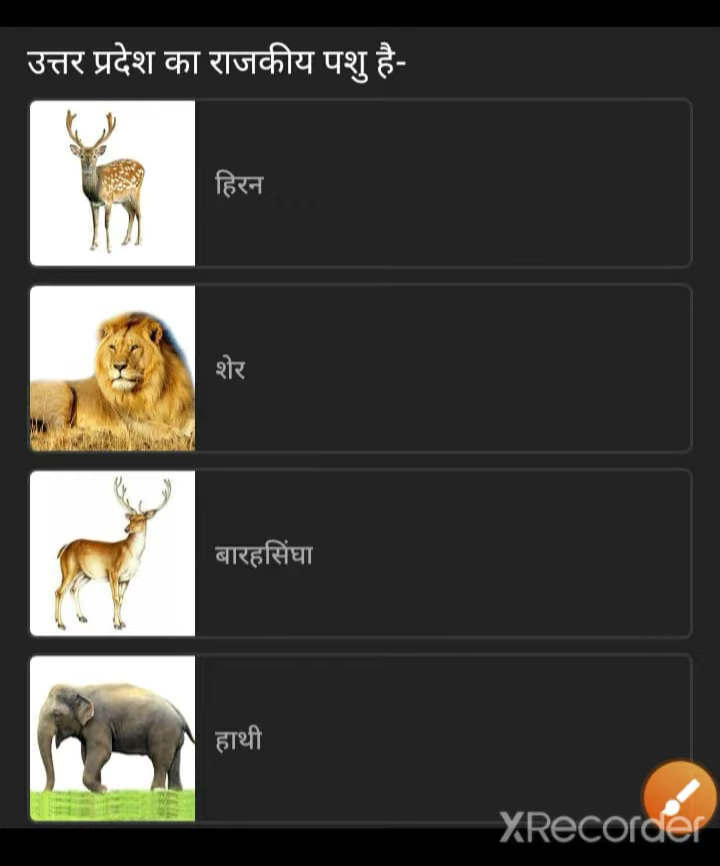 उत्तर प्रदेश का राजकीय पशु है-
हिरन
शेर
बारहसिंघा
हाथी
XRecorder